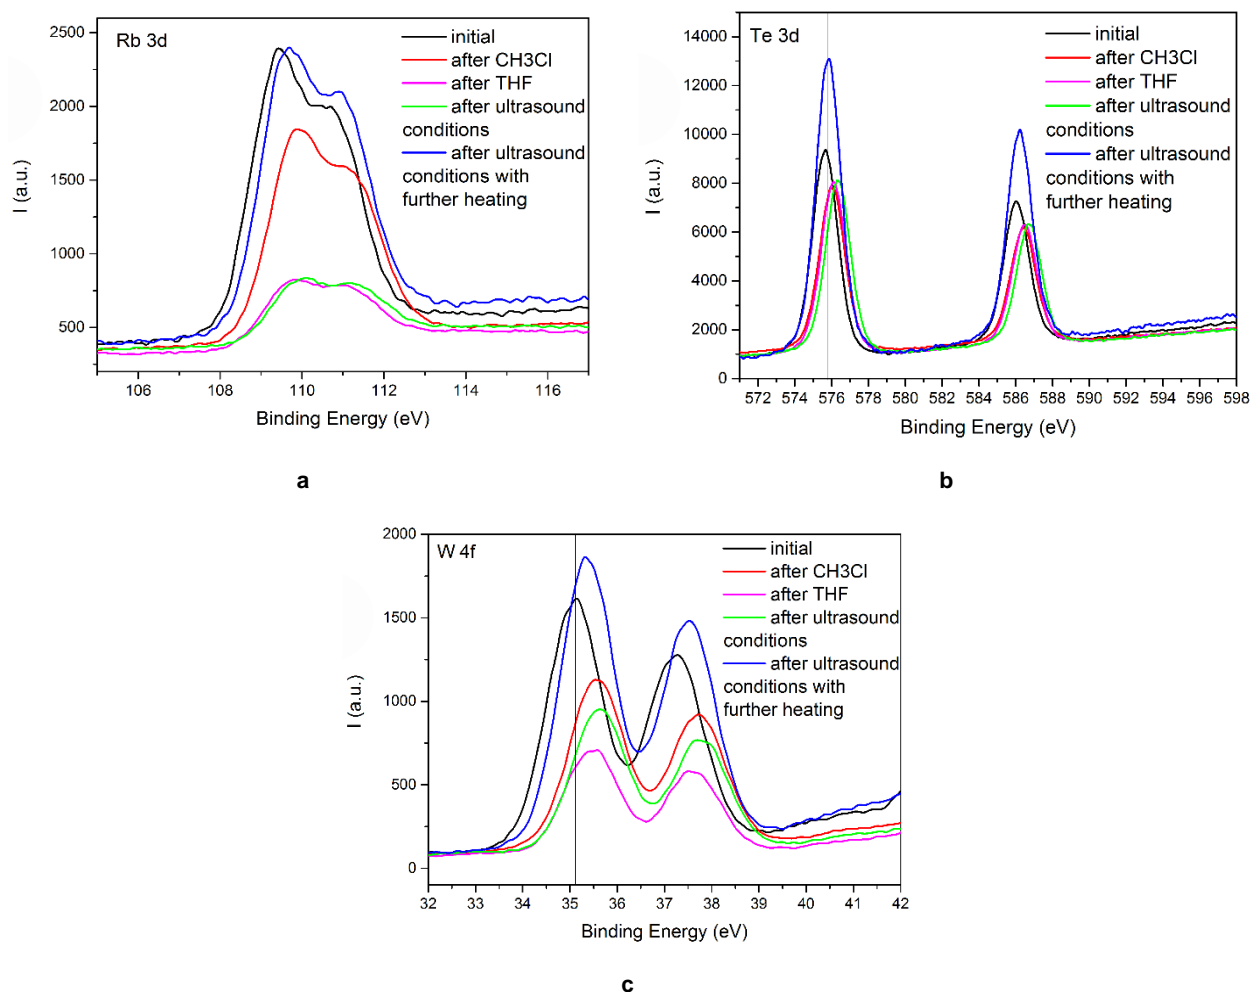 Rb 3d
initial
after CH3Cl
after THF
after ultrasound
conditions
after ultrasound
conditions with
further heating
2500
2000
1500
1000
500
I (a.u.)
106 108 110 112 114 116
Binding Energy (eV)
a
Te 3d
initial
after CH3Cl
after THF
after ultrasound
conditions
after ultrasound
conditions with
further heating
14000
12000
10000
8000
6000
4000
2000
0
I (a.u.)
572 574 576 578 580 582 584 586 588 590 592 594 596 598
Binding Energy (eV)
b
W 4f
initial
after CH3Cl
after THF
after ultrasound
conditions
after ultrasound
conditions with
further heating
2000
1500
1000
500
0
I (a.u.)
32 33 34 35 36 37 38 39 40 41 42
Binding Energy (eV)
c